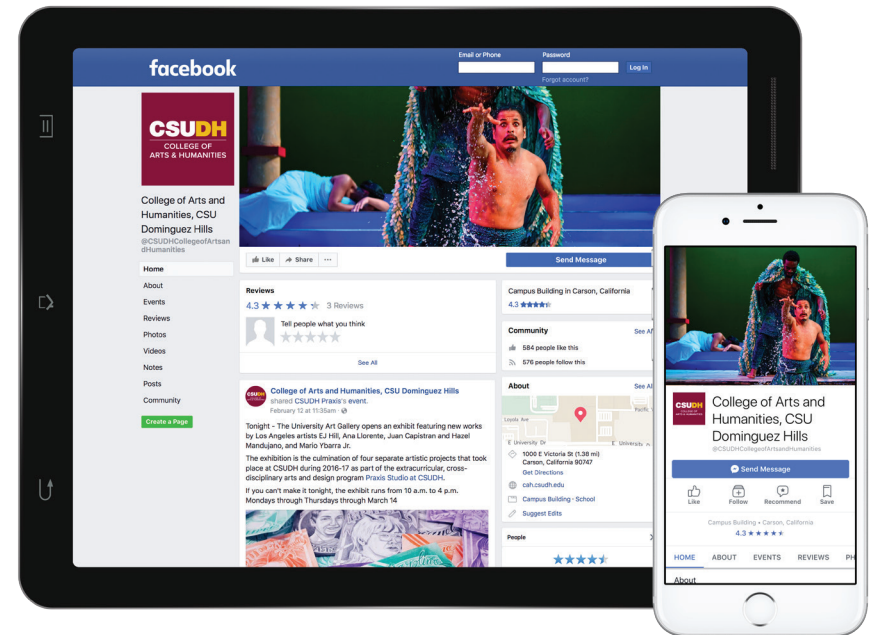 facebook
Email or Phone
Password
Log In
Forgot account?
CSUDH
COLLEGE OF
ARTS & HUMANITIES
College of Arts and
Humanities, CSU
Dominguez Hills
@CSUDHCollegeofArtsan
dHumanities
Home
About
Events
Reviews
Photos
Videos
Notes
Posts
Community
Create a Page
Like
Share
Send Message
Reviews
4.3
3 Reviews
Tell people what you think
See All
College of Arts and Humanities, CSU Dominguez Hills
shared CSUDH Praxis's event.
February 12 at 11:35am
Tonight - The University Art Gallery opens an exhibit featuring new works
by Los Angeles artists EJ Hill, Ana Llorente, Juan Capistran and Hazel
Mandujano, and Mario Ybarra Jr.
The exhibition is the culmination of four separate artistic projects that took
place at CSUDH during 2016-17 as part of the extracurricular, cross-
disciplinary arts and design program Praxis Studio at CSUDH.
If you can't make it tonight, the exhibit runs from 10 a.m. to 4 p.m.
Mondays through Thursdays through March 14
Campus Building in Carson, California
4.3
Community
See Al
584 people like this
576 people follow this
About
See Al
Loyola Ave
Pacific
E University Dr
E University
1000 E Victoria St (1.38 mi)
Carson, California 90747
Get Directions
cah.csudh.edu
Campus Building · School
Suggest Edits
People
CSUDH
College of Arts and
Humanities, CSU
Dominguez Hills
@CSUDHCollegeofArtsandHumanities
Send Message
Like
Follow
Recommend
Save
Campus Building • Carson, California
4.3
HOME
ABOUT
EVENTS
REVIEWS
PH
About